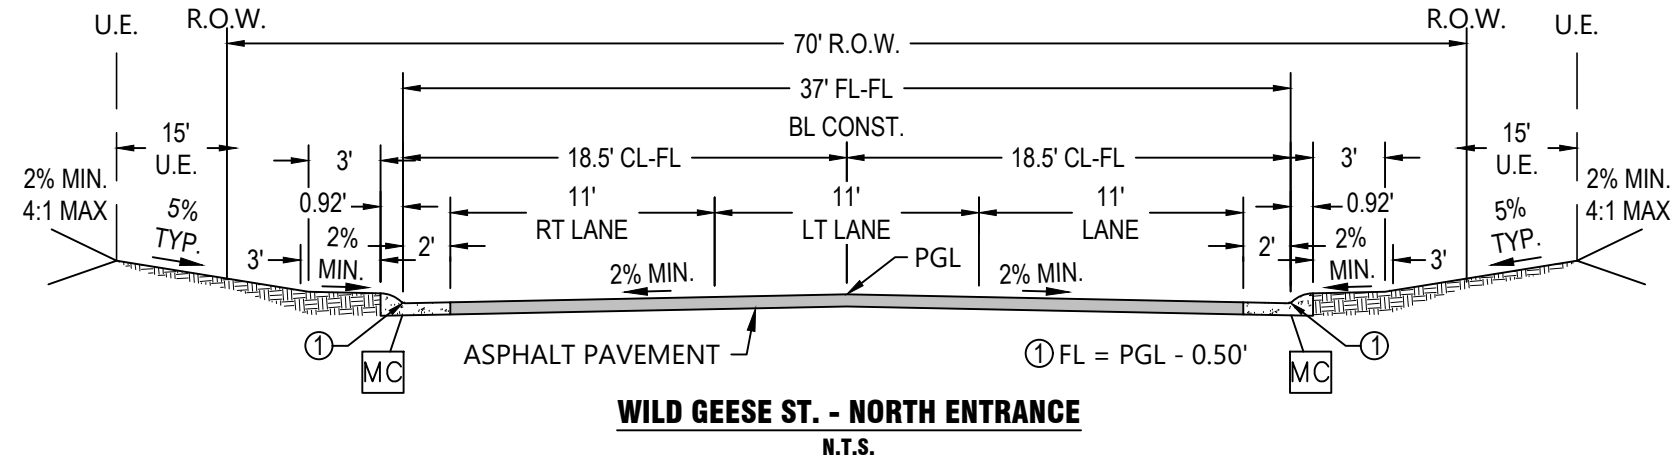 U.E.
R.O.W.
R.O.W.
U.E.
70' R.O.W.
37' FL-FL
BL CONST.
15'
U.E.
3'
18.5' CL-FL
18.5' CL-FL
3'
15'
U.E.
2% MIN.
4:1 MAX
5%
TYP.
0.92'
11'
RT LANE
11'
LT LANE
11'
LANE
0.92'
5%
TYP.
2% MIN.
4:1 MAX
3'
2%
MIN.
2'
2% MIN.
PGL
2% MIN.
2'
2%
MIN.
3'
1
MC
ASPHALT PAVEMENT
1 FL = PGL - 0.50'
MC
1
WILD GEESE ST. - NORTH ENTRANCE
N.T.S.